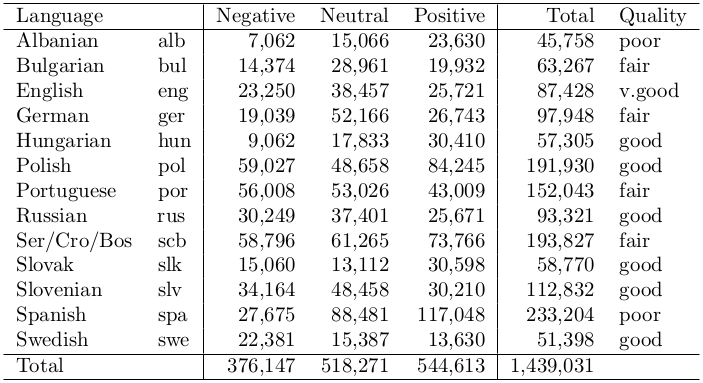 Language Negative Neutral Positive Total Quality
Albanian alb 7,062 15,066 23,630 45,758 poor
Bulgarian bul 14,374 28,961 19,932 63,267 fair
English eng 23,250 38,457 25,721 87,428 v.good
German ger 19,039 52,166 26,743 97,948 fair
Hungarian hun 9,062 17,833 30,410 57,305 good
Polish pol 59,027 48,658 84,245 191,930 good
Portuguese por 56,008 53,026 43,009 152,043 fair
Russian rus 30,249 37,401 25,671 93,321 good
Ser/Cro/Bos scb 58,796 61,265 73,766 193,827 fair
Slovak slk 15,060 13,112 30,598 58,770 good
Slovenian slv 34,164 48,458 30,210 112,832 good
Spanish spa 27,675 88,481 117,048 233,204 poor
Swedish swe 22,381 15,387 13,630 51,398 good
Total 376,147 518,271 544,613 1,439,031